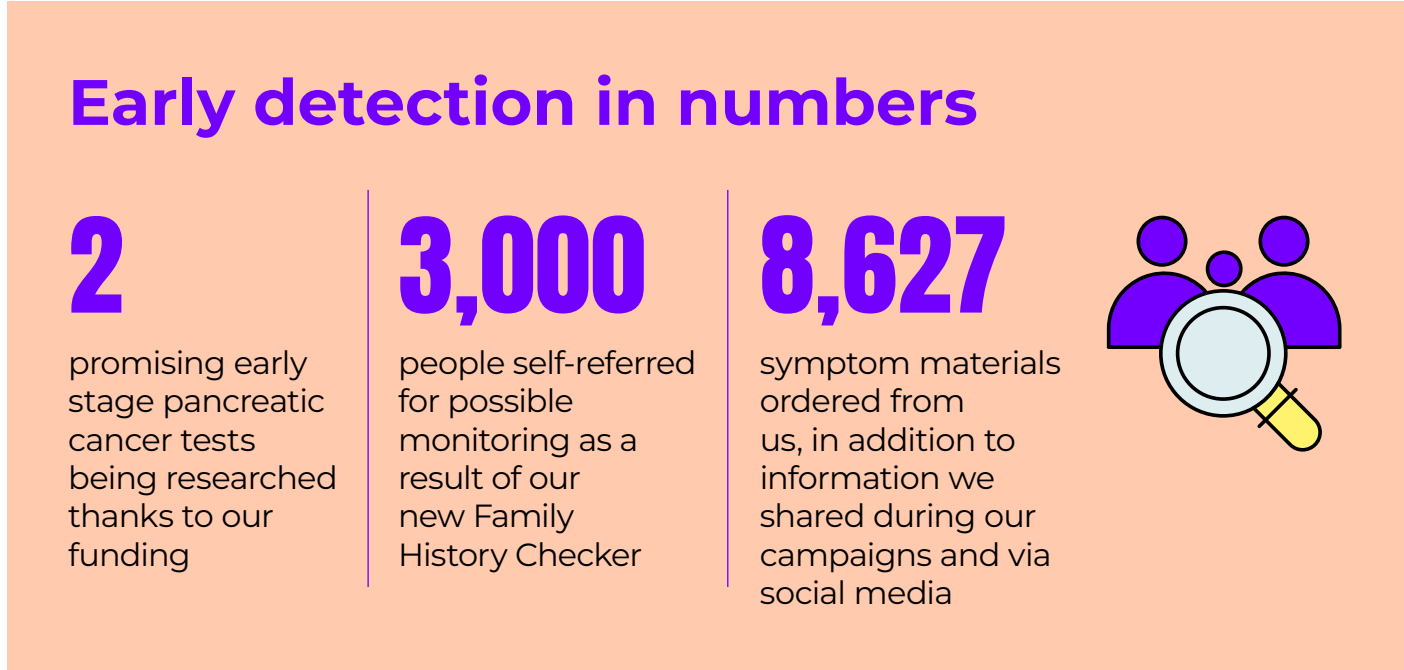 Early detection in numbers
2
promising early
stage pancreatic
cancer tests
being researched
thanks to our
funding
3,000
people self-referred
for possible
monitoring as a
result of our
new Family
History Checker
8,627
symptom materials
ordered from
us, in addition to
information we
shared during our
campaigns and via
social media